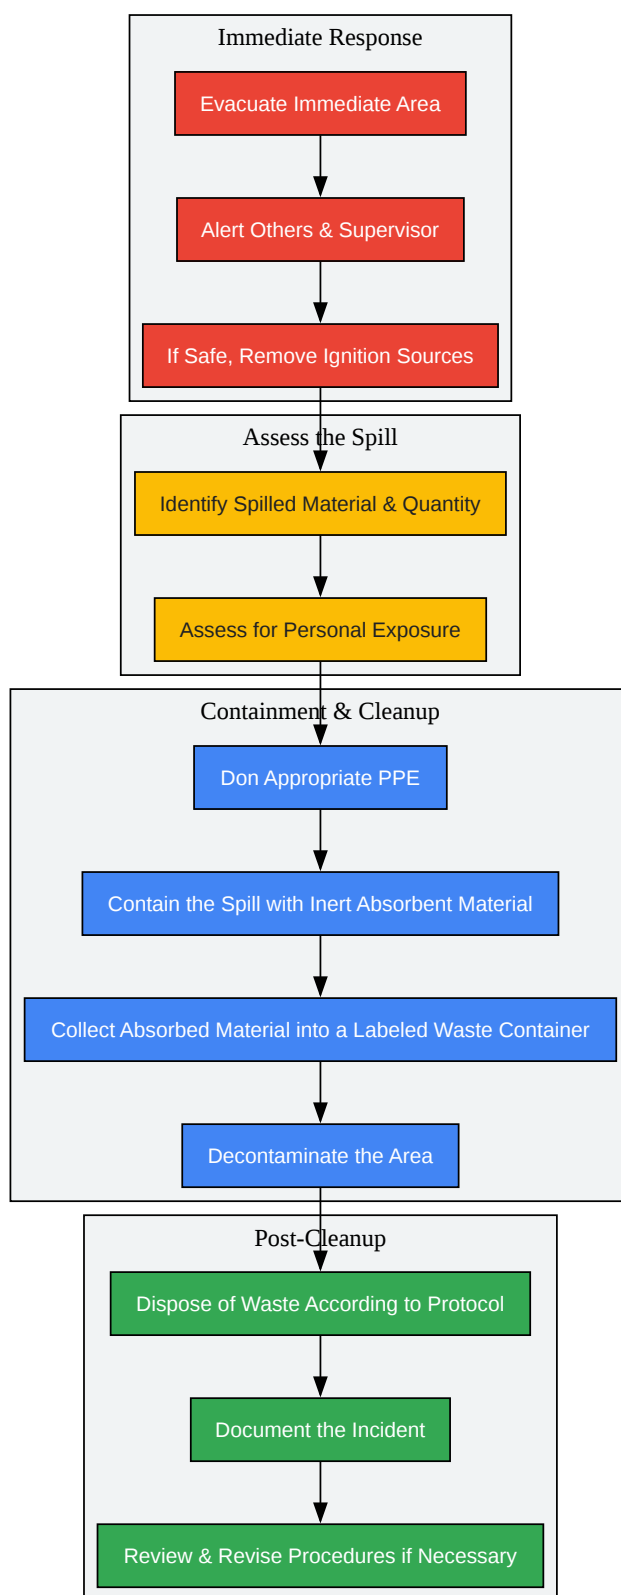 Immediate Response
Evacuate Immediate Area
Alert Others & Supervisor
If Safe, Remove Ignition Sources
Assess the Spill
Identify Spilled Material & Quantity
Assess for Personal Exposure
Containment & Cleanup
Don Appropriate PPE
Contain the Spill with Inert Absorbent Material
Collect Absorbed Material into a Labeled Waste Container
Decontaminate the Area
Post-Cleanup
Dispose of Waste According to Protocol
Document the Incident
Review & Revise Procedures if Necessary